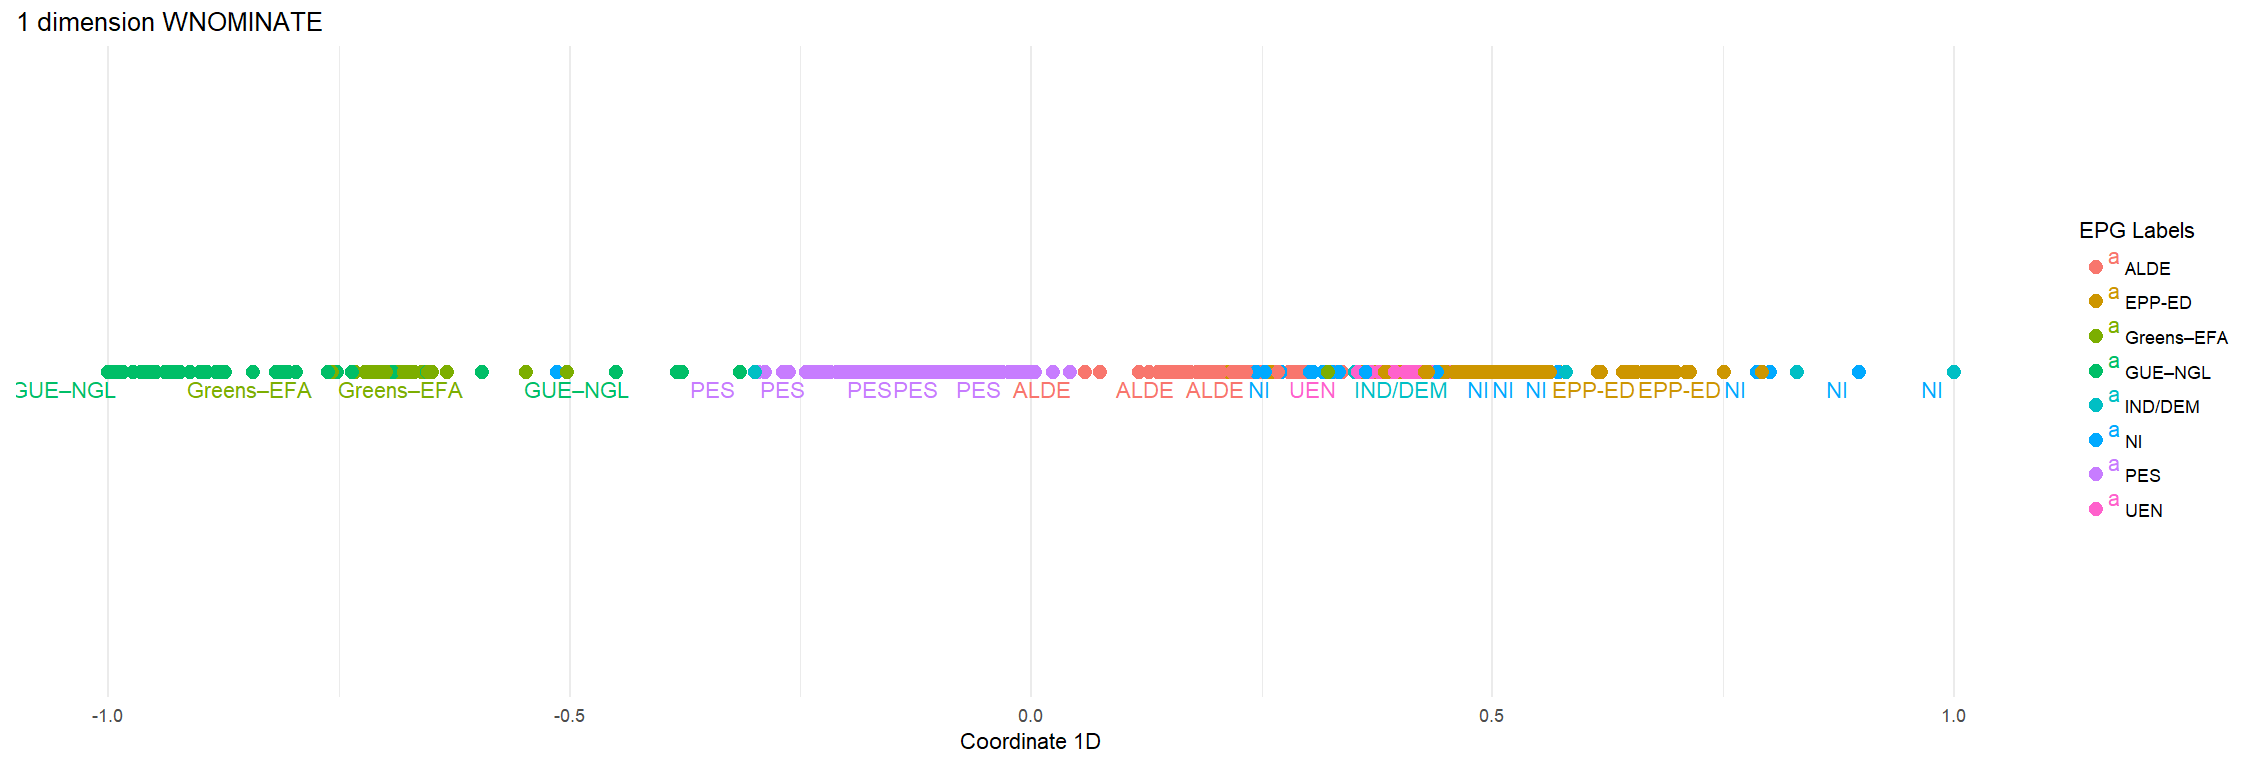 1 dimension WNOMINATE
GUE–NGL Greens–EFA Greens–EFA GUE–NGL PES PES PES PES PES ALDE ALDE ALDE NI UEN IND/DEM NI NI NI EPP-ED EPP-ED NI NI NI
-1.0 -0.5 0.0 0.5 1.0
Coordinate 1D
EPG Labels
a ALDE
a EPP-ED
a Greens–EFA
a GUE–NGL
a IND/DEM
a NI
a PES
a UEN